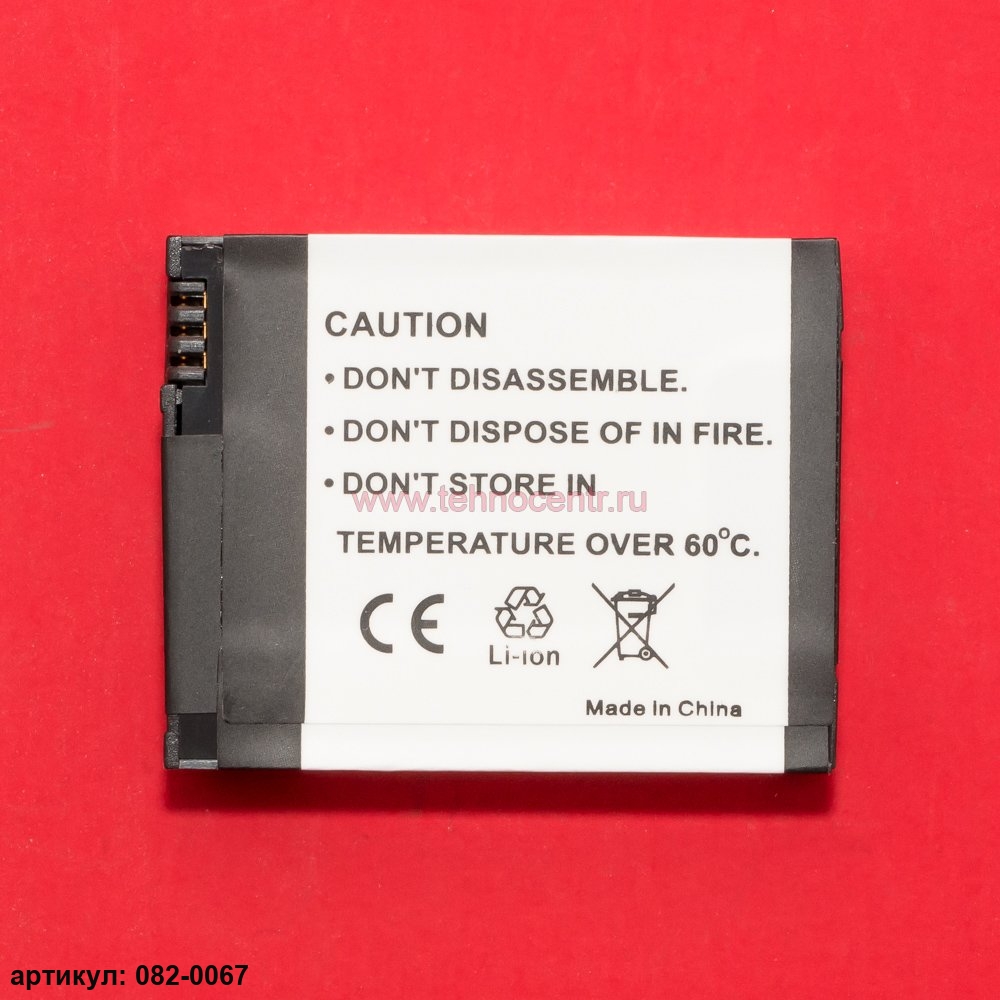 CAUTION
• DON'T DISASSEMBLE.
• DON'T DISPOSE OF IN FIRE.
• DON'T STORE IN
www.tehnocentr.ru
TEMPERATURE OVER 60°C.
CE
Li-ion
Made in China
артикул: 082-0067